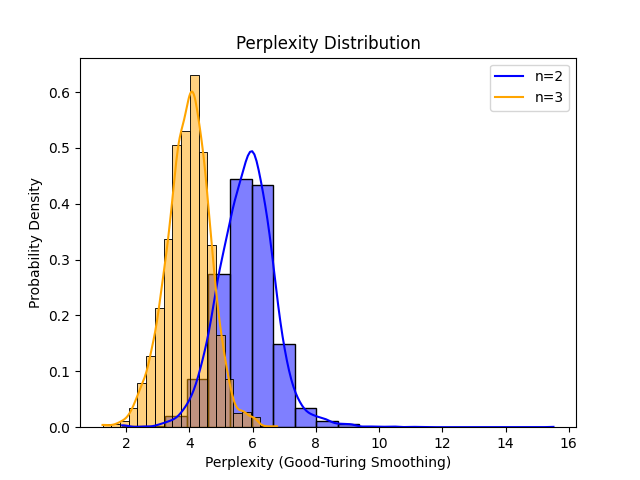 Perplexity Distribution
n=2
n=3
Probability Density
0.6
0.5
0.4
0.3
0.2
0.1
0.0
2 4 6 8 10 12 14 16
Perplexity (Good-Turing Smoothing)